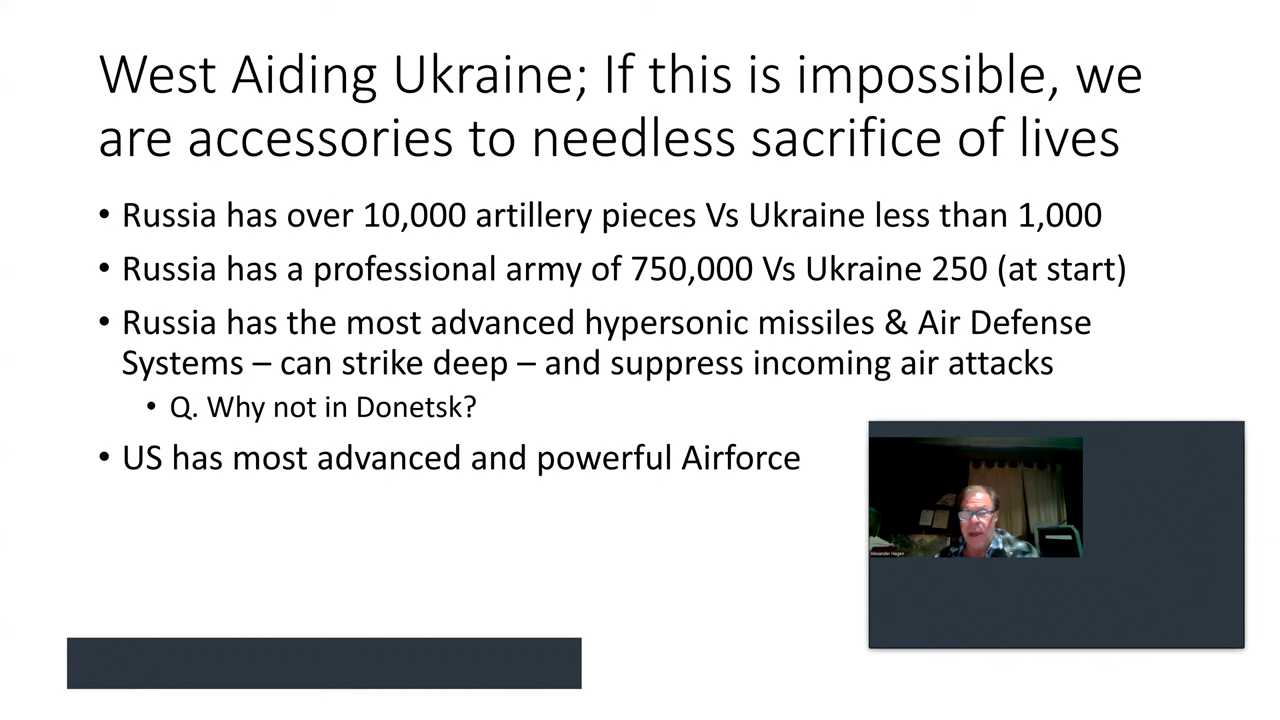 West Aiding Ukraine; If this is impossible, we
are accessories to needless sacrifice of lives
• Russia has over 10,000 artillery pieces Vs Ukraine less than 1,000
• Russia has a professional army of 750,000 Vs Ukraine 250 (at start)
• Russia has the most advanced hypersonic missiles & Air Defense
Systems – can strike deep – and suppress incoming air attacks
• Q. Why not in Donetsk?
• US has most advanced and powerful Airforce
Alexander Hagen